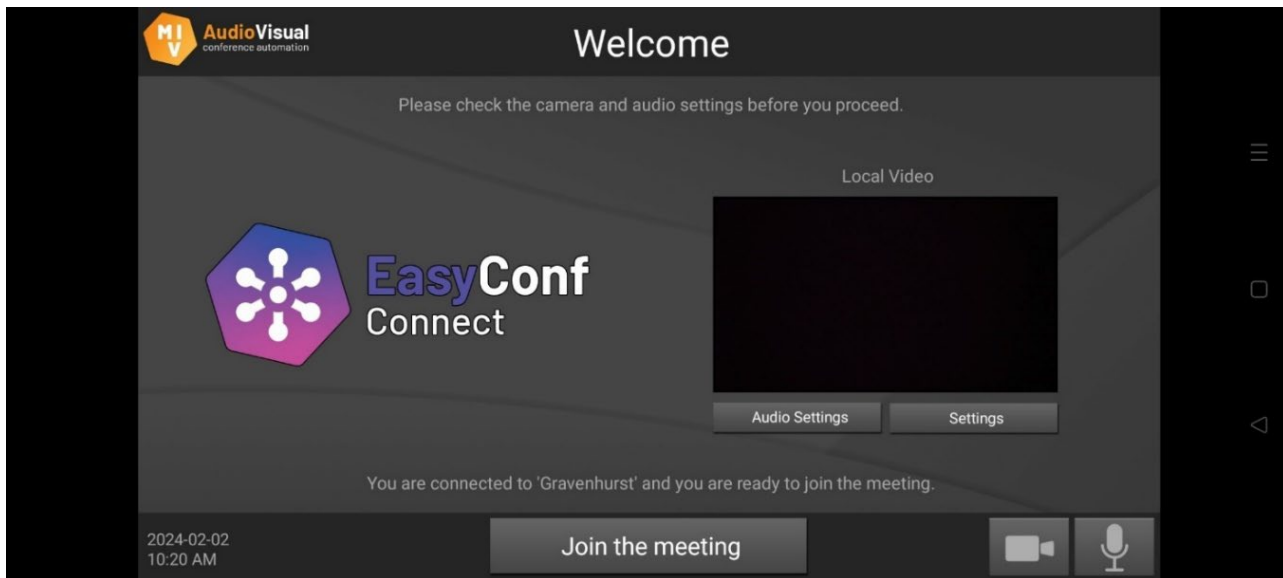 MIV
AudioVisual
conference automation
Welcome
Please check the camera and audio settings before you proceed.
Local Video
EasyConf
Connect
Audio Settings
Settings
You are connected to 'Gravenhurst' and you are ready to join the meeting.
2024-02-02
10:20 AM
Join the meeting